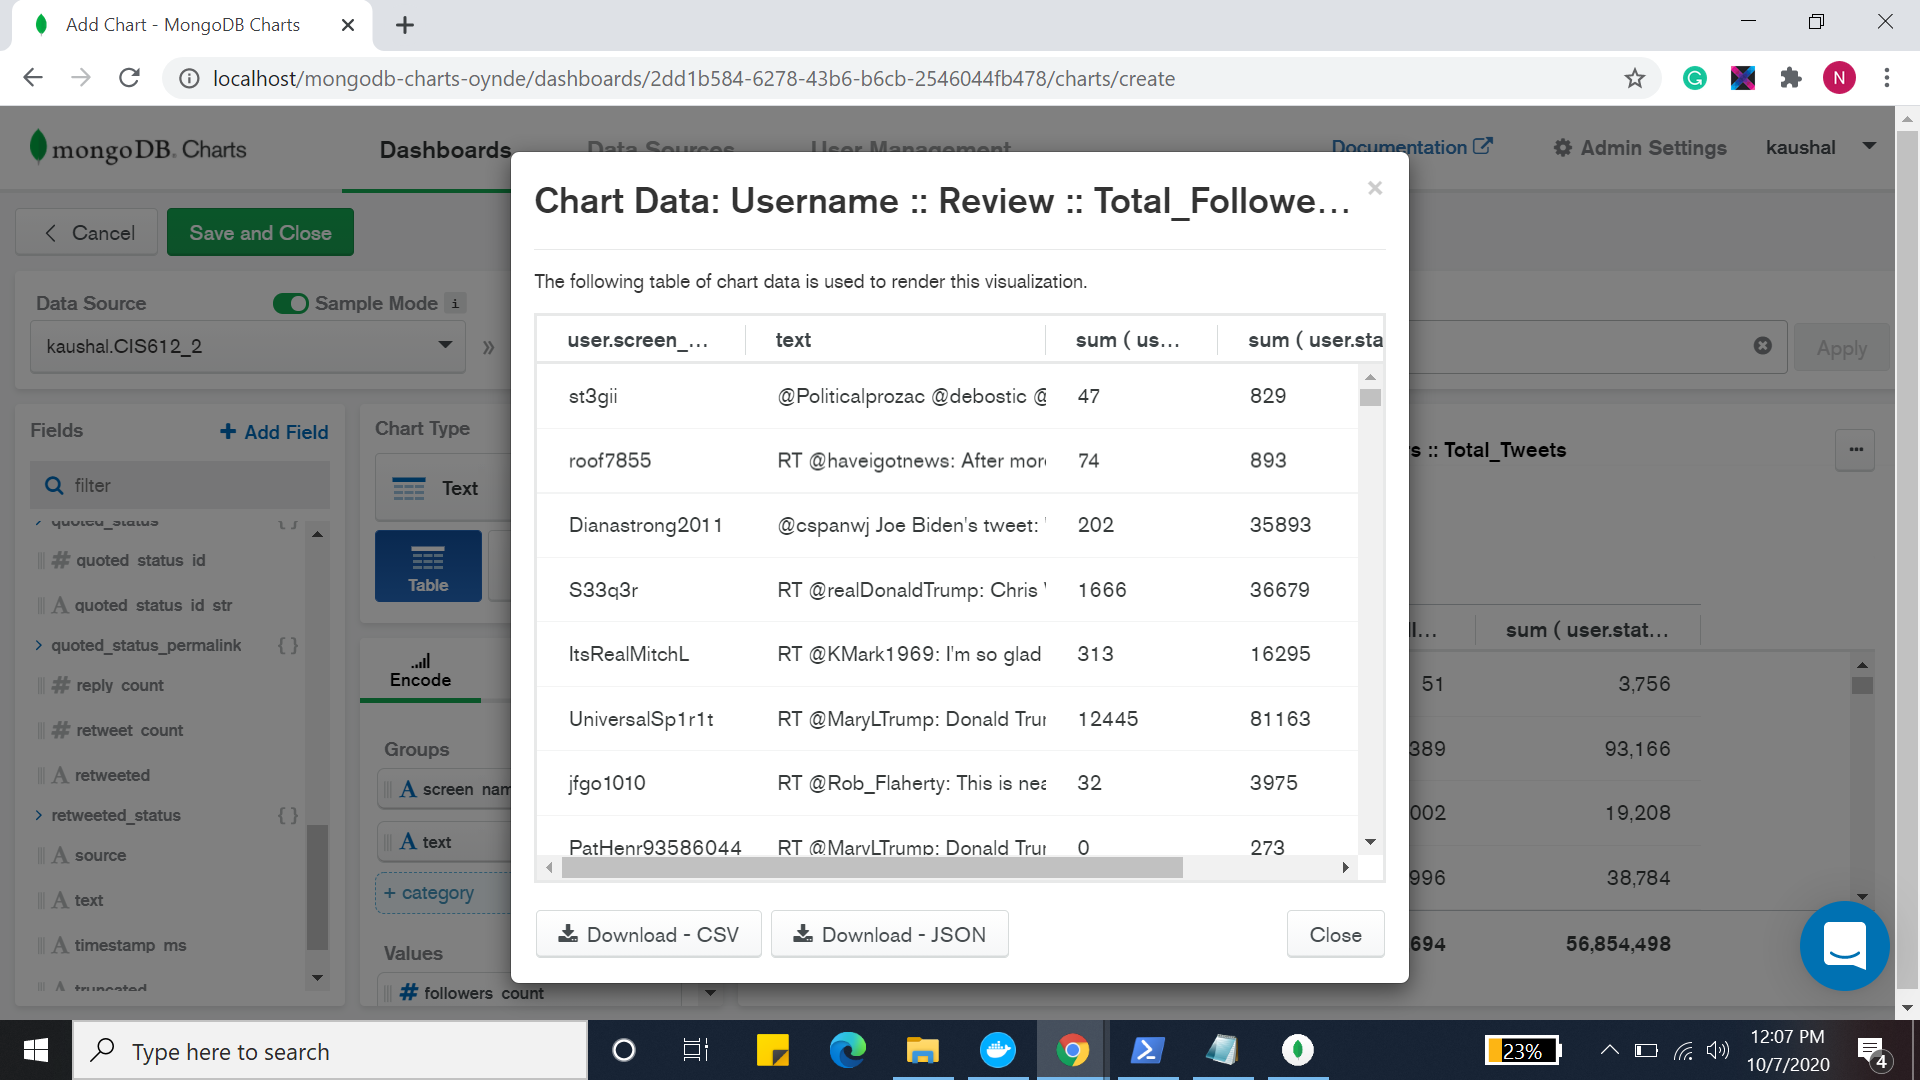 Add Chart - MongoDB Charts
localhost/mongodb-charts-oynde/dashboards/2dd1b584-6278-43b6-b6cb-2546044fb478/charts/create
N
mongoDB. Charts
Dashboards
Data Sources
User Management
Documentation
Admin Settings
kaushal
Cancel
Save and Close
Data Source
Sample Mode
i
kaushal.CIS612_2
»
Apply
Fields
+ Add Field
filter
quoted_status
{ }
# quoted status id
A quoted status id str
quoted_status_permalink
{ }
# reply count
# retweet count
A retweeted
retweeted_status
{ }
A source
A text
A timestamp ms
A truncated
Chart Type
Text
Table
Encode
Groups
A screen nam
A text
+ category
Values
# followers count
Chart Data: Username :: Review :: Total_Followe...
×
The following table of chart data is used to render this visualization.
user.screen_... text sum ( us... sum ( user.sta
st3gii @Politicalprozac @debostic @ 47 829
roof7855 RT @haveigotnews: After more 74 893
Dianastrong2011 @cspanwj Joe Biden's tweet: 202 35893
S33q3r RT @realDonaldTrump: Chris 1666 36679
ItsRealMitchL RT @KMark1969: I'm so glad 313 16295
UniversalSp1r1t RT @MaryLTrump: Donald Tru 12445 81163
jfgo1010 RT @Rob_Flaherty: This is nea 32 3975
PatHenr93586044 RT @MaryLTrump: Donald Tru 0 273
Download - CSV
Download - JSON
Close
s :: Total_Tweets
...
ll... sum ( user.stat...
51 3,756
389 93,166
002 19,208
996 38,784
694 56,854,498
Type here to search
23%
12:07 PM
10/7/2020
4